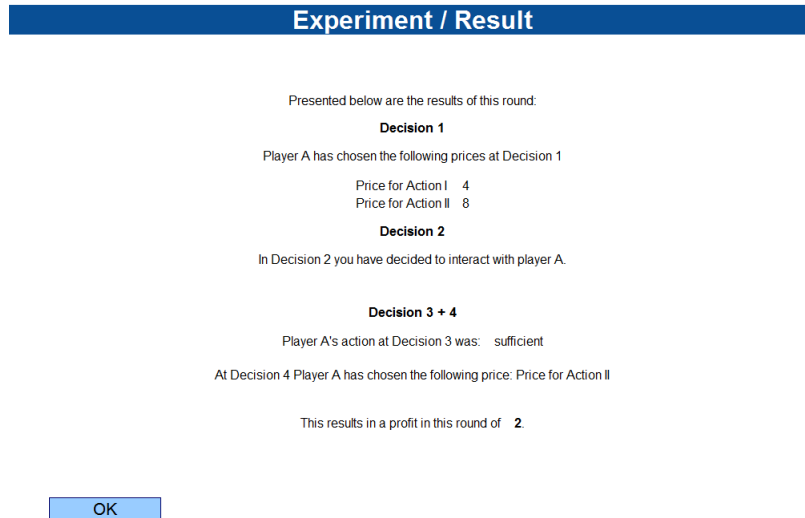 Experiment / Result
Presented below are the results of this round:
Decision 1
Player A has chosen the following prices at Decision 1
Price for Action I 4
Price for Action II 8
Decision 2
In Decision 2 you have decided to interact with player A.
Decision 3 + 4
Player A's action at Decision 3 was: sufficient
At Decision 4 Player A has chosen the following price: Price for Action II
This results in a profit in this round of 2.
OK